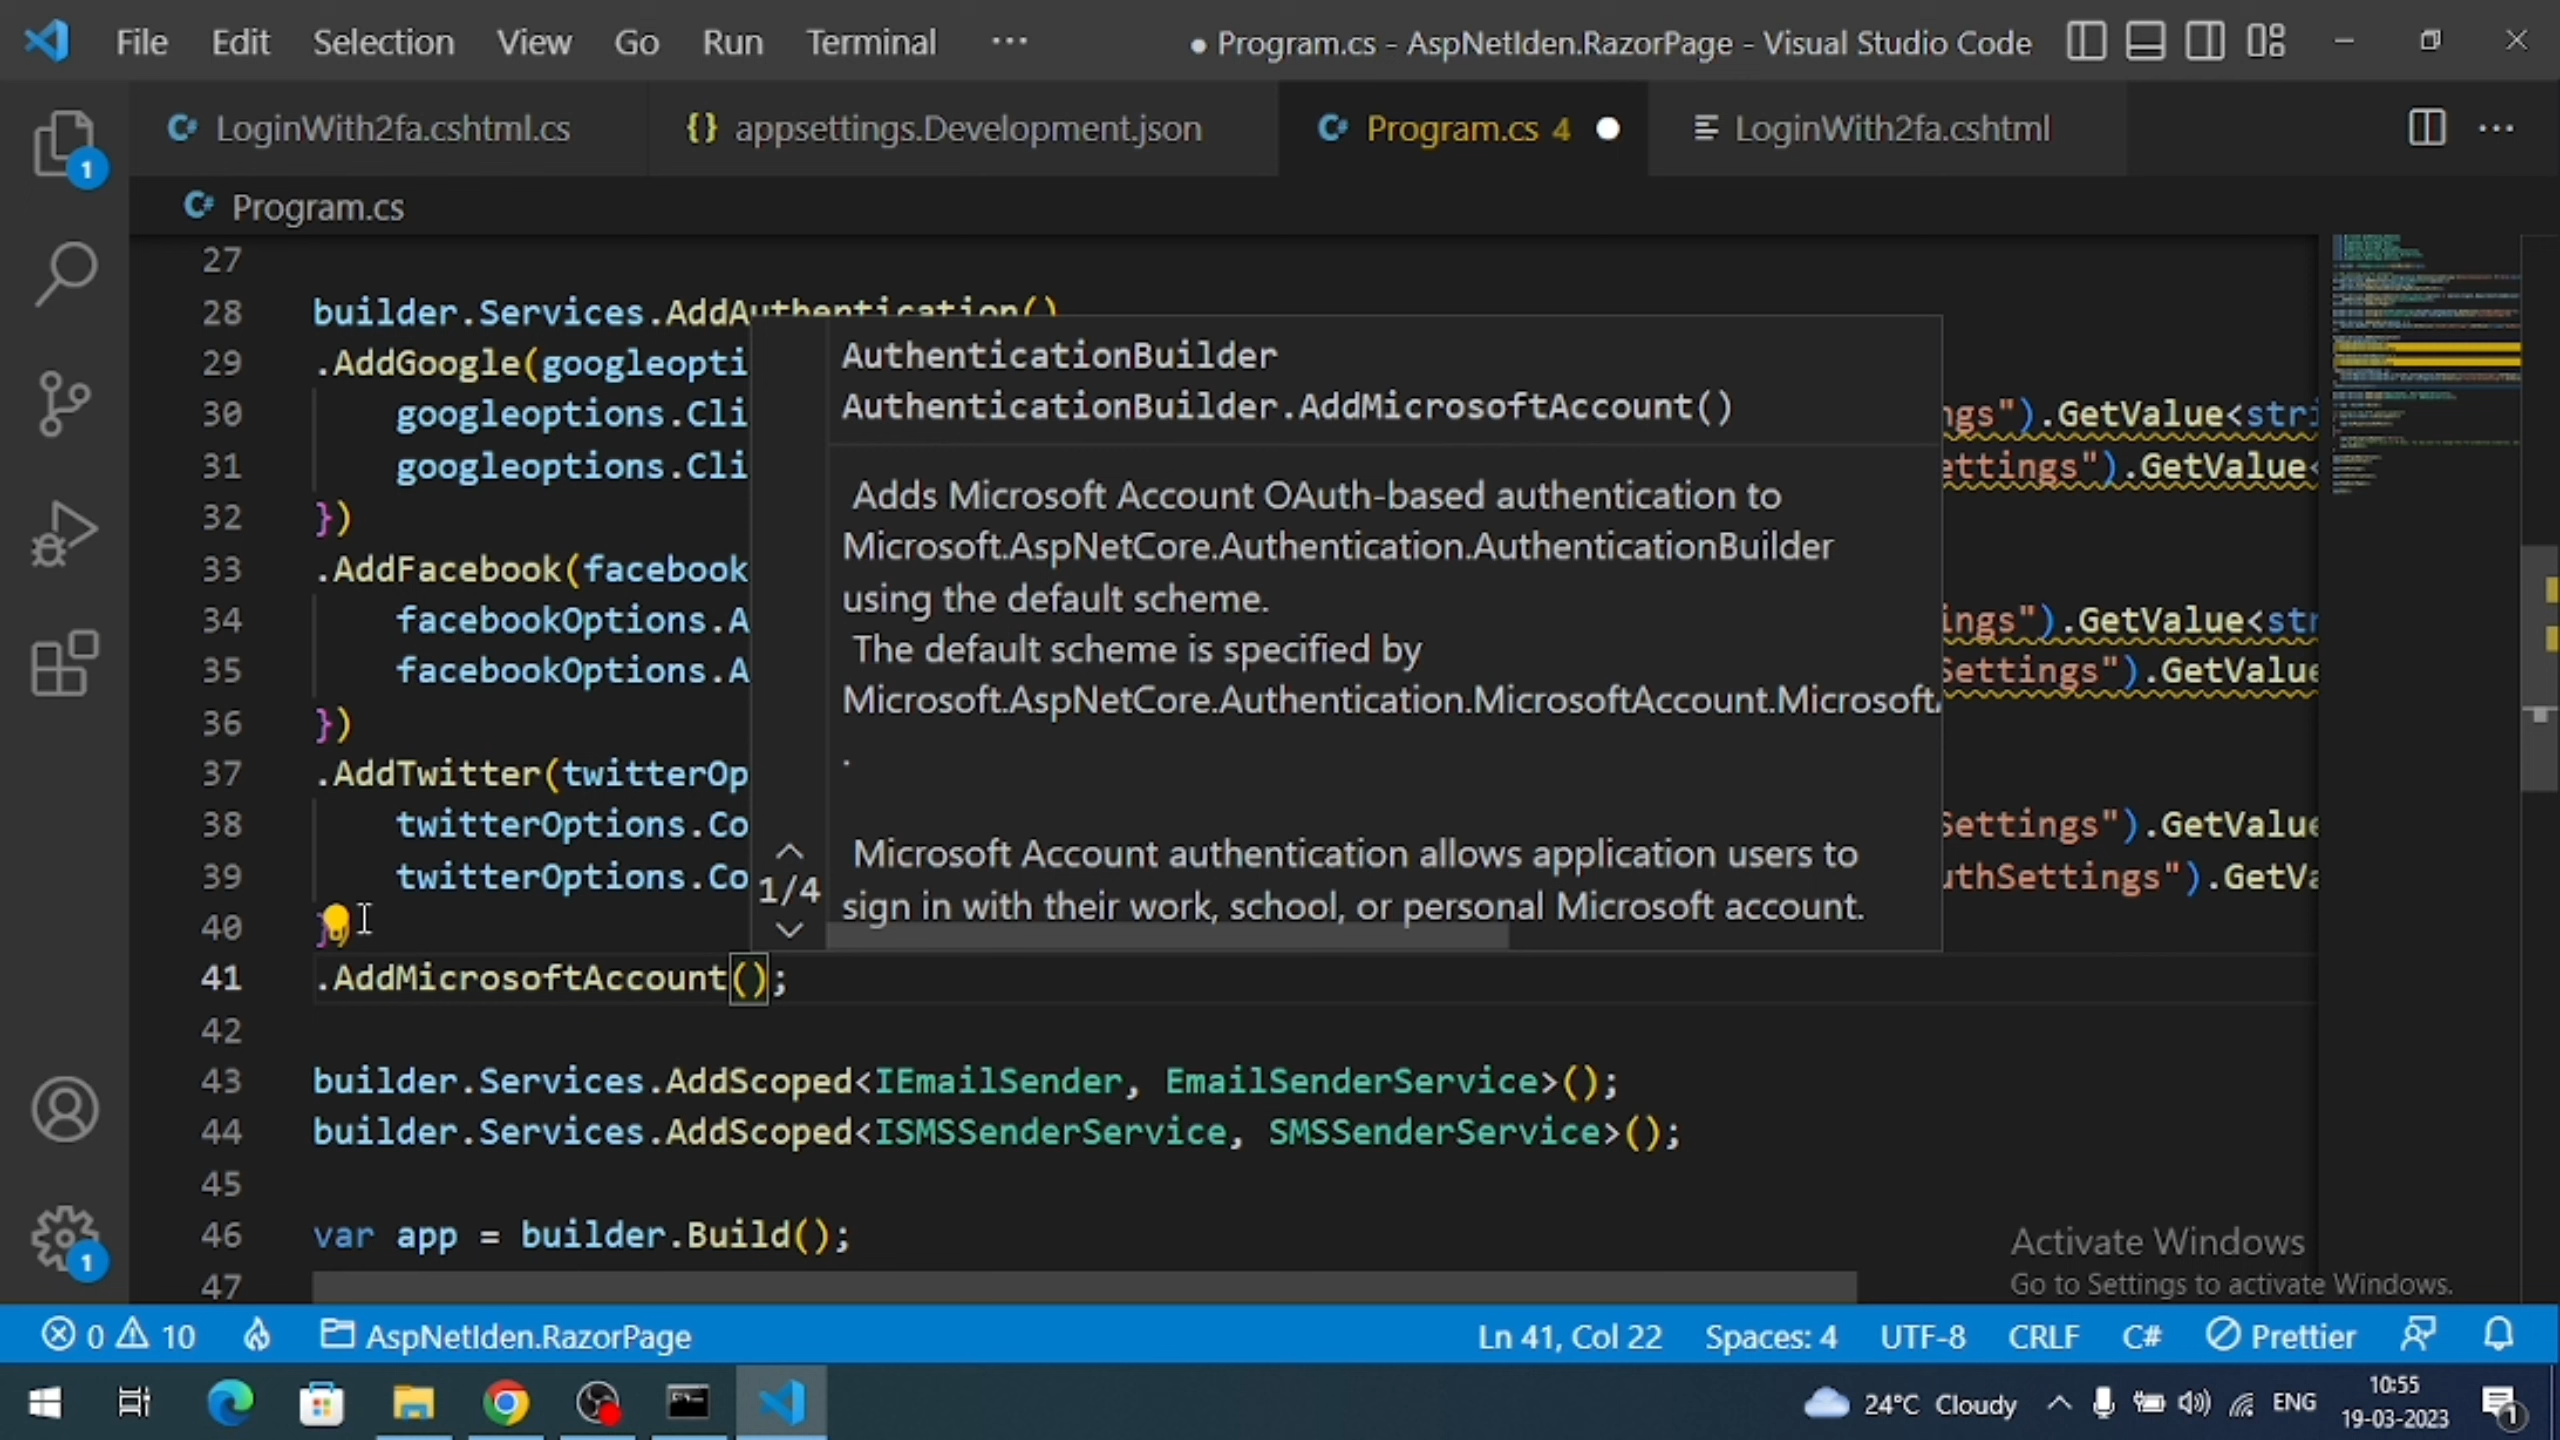 File Edit Selection View Go Run Terminal ···
● Program.cs - AspNetIden.RazorPage - Visual Studio Code
LoginWith2fa.cshtml.cs
{} appsettings.Development.json
Program.cs 4
LoginWith2fa.cshtml
Program.cs
27
28 builder.Services.AddAuthentication()
29 .AddGoogle(googleopti
30 googleoptions.Cli ngs").GetValue<stri
31 googleoptions.Cli ettings").GetValue<
32 })
33 .AddFacebook(facebook
34 facebookOptions.A ings").GetValue<str
35 facebookOptions.A Settings").GetValue
36 })
37 .AddTwitter(twitterOp
38 twitterOptions.Co Settings").GetValue
39 twitterOptions.Co uthSettings").GetVa
40 })
AuthenticationBuilder
AuthenticationBuilder.AddMicrosoftAccount()
Adds Microsoft Account OAuth-based authentication to
Microsoft.AspNetCore.Authentication.AuthenticationBuilder
using the default scheme.
The default scheme is specified by
Microsoft.AspNetCore.Authentication.MicrosoftAccount.Microsoft
.
Microsoft Account authentication allows application users to
1/4
sign in with their work, school, or personal Microsoft account.
41 .AddMicrosoftAccount();
42
43 builder.Services.AddScoped<IEmailSender, EmailSenderService>();
44 builder.Services.AddScoped<ISMSSenderService, SMSSenderService>();
45
46 var app = builder.Build();
47
Activate Windows
Go to Settings to activate Windows.
1
1
0 10 AspNetIden.RazorPage Ln 41, Col 22 Spaces: 4 UTF-8 CRLF C# Prettier
24°C Cloudy ENG 10:55
19-03-2023
1